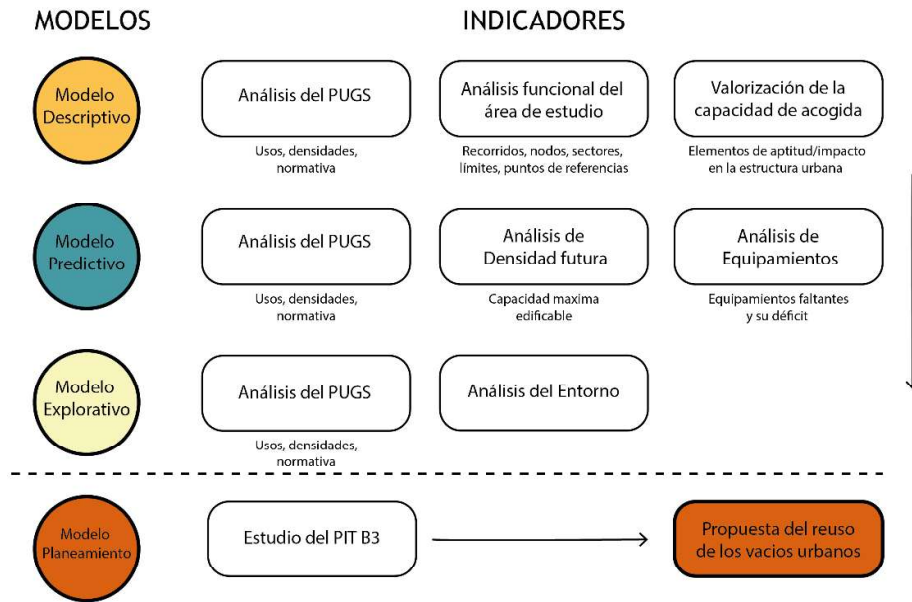 MODELOS
INDICADORES
Modelo
Descriptivo
Análisis del PUGS
Usos, densidades,
normativa
Análisis funcional del
área de estudio
Recorridos, nodos, sectores,
límites, puntos de referencias
Valorización de la
capacidad de acogida
Elementos de aptitud/impacto
en la estructura urbana
Modelo
Predictivo
Análisis del PUGS
Usos, densidades,
normativa
Análisis de
Densidad futura
Capacidad maxima
edificable
Análisis de
Equipamientos
Equipamientos faltantes
y su déficit
Modelo
Explorativo
Análisis del PUGS
Usos, densidades,
normativa
Análisis del Entorno
Modelo
Planeamiento
Estudio del PIT B3
Propuesta del reuso
de los vacios urbanos